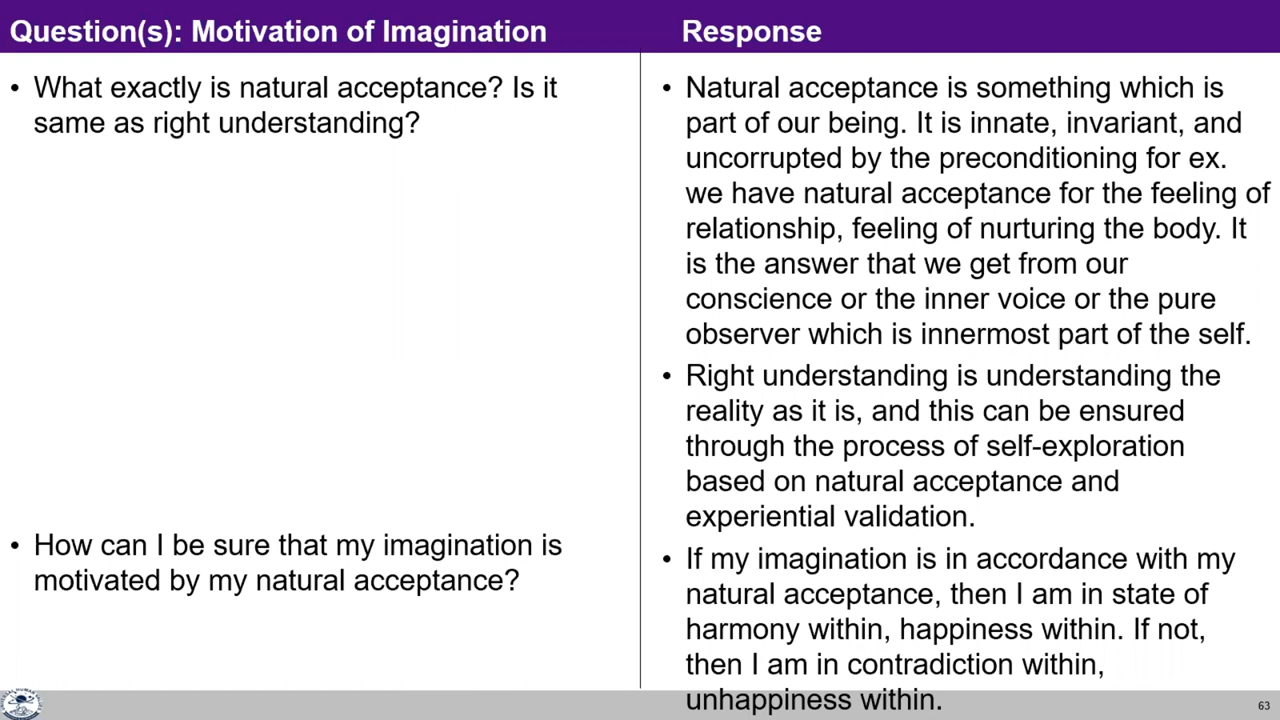 Question(s): Motivation of Imagination
Response
• What exactly is natural acceptance? Is it
same as right understanding?
• Natural acceptance is something which is
part of our being. It is innate, invariant, and
uncorrupted by the preconditioning for ex.
we have natural acceptance for the feeling of
relationship, feeling of nurturing the body. It
is the answer that we get from our
conscience or the inner voice or the pure
observer which is innermost part of the self.
• Right understanding is understanding the
reality as it is, and this can be ensured
through the process of self-exploration
based on natural acceptance and
experiential validation.
• How can I be sure that my imagination is
motivated by my natural acceptance?
• If my imagination is in accordance with my
natural acceptance, then I am in state of
harmony within, happiness within. If not,
then I am in contradiction within,
unhappiness within.
63